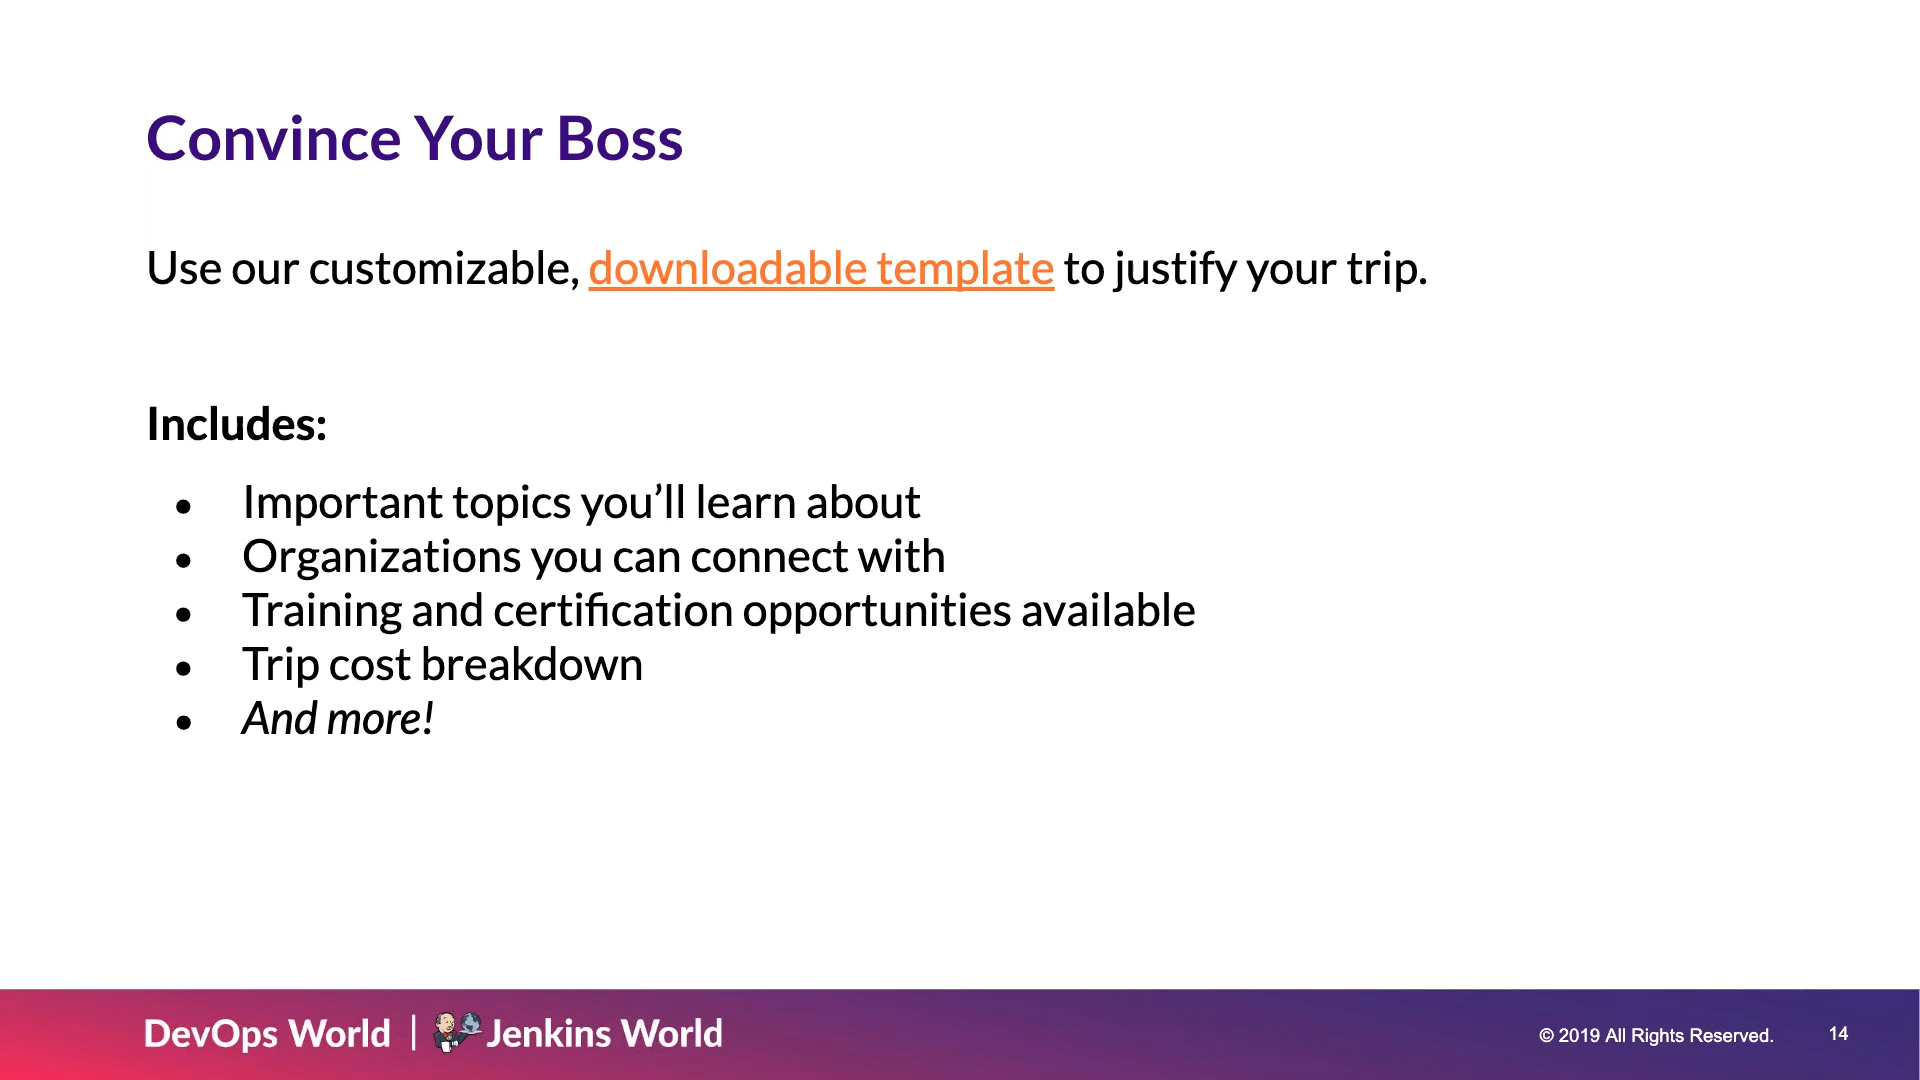 Convince Your Boss
Use our customizable, downloadable template to justify your trip.
Includes:
• Important topics you’ll learn about
• Organizations you can connect with
• Training and certification opportunities available
• Trip cost breakdown
• And more!
DevOps World | Jenkins World
© 2019 All Rights Reserved. 14